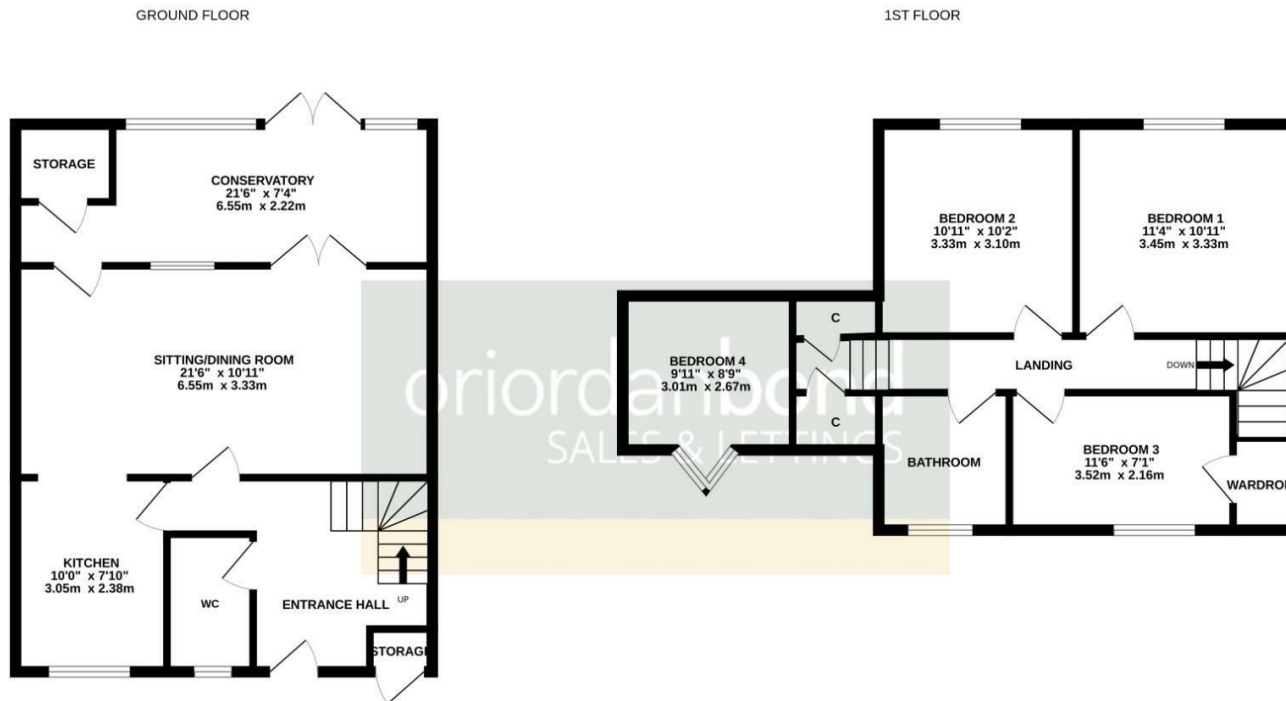 GROUND FLOOR
1ST FLOOR
STORAGE
CONSERVATORY
21'6" x 7'4"
6.55m x 2.22m
SITTING/DINING ROOM
21'6" x 10'11"
6.55m x 3.33m
KITCHEN
10'0" x 7'10"
3.05m x 2.38m
WC
ENTRANCE HALL
UP
STORAGE
BEDROOM 2
10'11" x 10'2"
3.33m x 3.10m
BEDROOM 1
11'4" x 10'11"
3.45m x 3.33m
BEDROOM 4
9'11" x 8'9"
3.01m x 2.67m
C
C
LANDING
DOWN
BATHROOM
BEDROOM 3
11'6" x 7'1"
3.52m x 2.16m
WARDRO
oriordanbond
SALES & LETTINGS